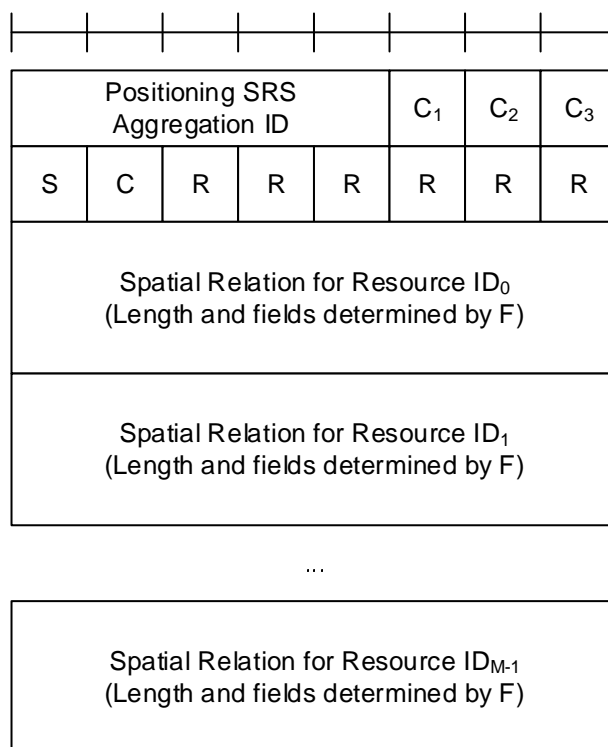 Positioning SRS
Aggregation ID
C₁ C₂ C₃
S C R R R R R R
Spatial Relation for Resource ID₀
(Length and fields determined by F)
Spatial Relation for Resource ID₁
(Length and fields determined by F)
...
Spatial Relation for Resource ID_M-1
(Length and fields determined by F)